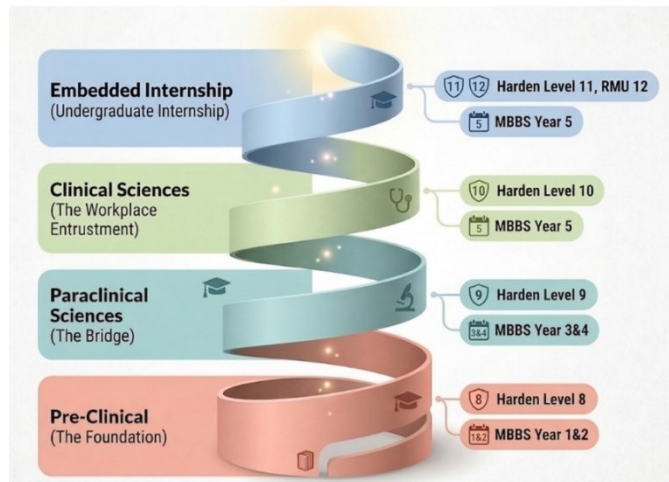 Embedded Internship
(Undergraduate Internship)
11 12 Harden Level 11, RMU 12
5 MBBS Year 5
Clinical Sciences
(The Workplace
Entrustment)
10 Harden Level 10
5 MBBS Year 5
Paraclinical
Sciences
(The Bridge)
9 Harden Level 9
3&4 MBBS Year 3&4
Pre-Clinical
(The Foundation)
8 Harden Level 8
1&2 MBBS Year 1&2